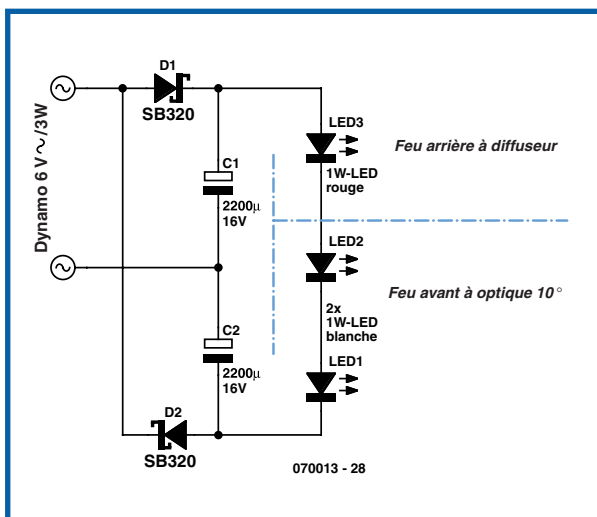 D1
SB320
Dynamo 6 V ~ /3W
C1
2200µ
16V
LED3
1W-LED
rouge
Feu arrière à diffuseur
LED2
2x
1W-LED
blanche
Feu avant à optique 10°
C2
2200µ
16V
LED1
D2
SB320
070013 - 28